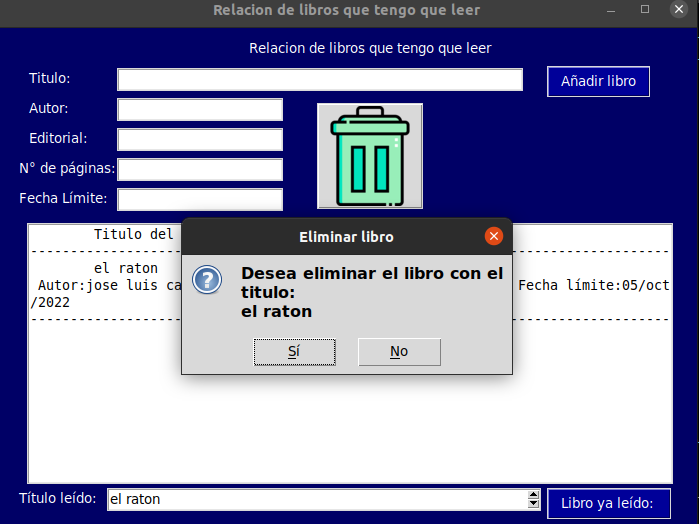 Relacion de libros que tengo que leer
Relacion de libros que tengo que leer
Titulo:
Añadir libro
Autor:
Editorial:
N° de páginas:
Fecha Límite:
Titulo del
--------------------------------------------------------------------------------
el raton
Autor:jose luis ca
Fecha límite:05/oct
/2022
--------------------------------------------------------------------------------
Eliminar libro
Desea eliminar el libro con el
titulo:
el raton
Sí
No
Título leído:
el raton
Libro ya leído: